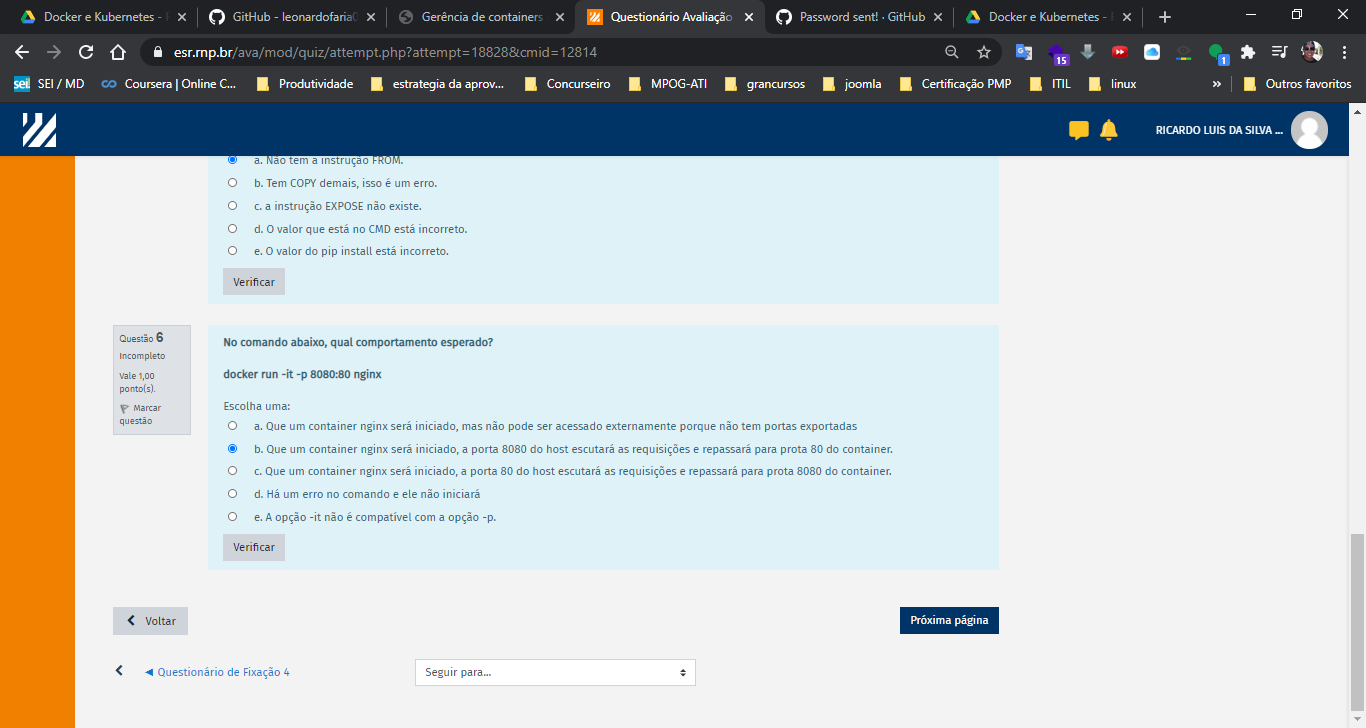 Docker e Kubernetes -
GitHub - leonardofaria
Gerência de containers
Questionário Avaliação
Password sent! · GitHub
Docker e Kubernetes -
esr.rnp.br/ava/mod/quiz/attempt.php?attempt=18828&cmid=12814
15
1
sei SEI / MD
Coursera | Online C...
Produtividade
estrategia da aprov...
Concurseiro
MPOG-ATI
grancursos
joomla
Certificação PMP
ITIL
linux
»
Outros favoritos
RICARDO LUIS DA SILVA ...
a. Não tem a instrução FROM.
b. Tem COPY demais, isso é um erro.
c. a instrução EXPOSE não existe.
d. O valor que está no CMD está incorreto.
e. O valor do pip install está incorreto.
Verificar
Questão 6
Incompleto
Vale 1,00
ponto(s).
Marcar
questão
No comando abaixo, qual comportamento esperado?
docker run -it -p 8080:80 nginx
Escolha uma:
a. Que um container nginx será iniciado, mas não pode ser acessado externamente porque não tem portas exportadas
b. Que um container nginx será iniciado, a porta 8080 do host escutará as requisições e repassará para prota 80 do container.
c. Que um container nginx será iniciado, a porta 80 do host escutará as requisições e repassará para prota 8080 do container.
d. Há um erro no comando e ele não iniciará
e. A opção -it não é compatível com a opção -p.
Verificar
Voltar
Próxima página
◄ Questionário de Fixação 4
Seguir para...